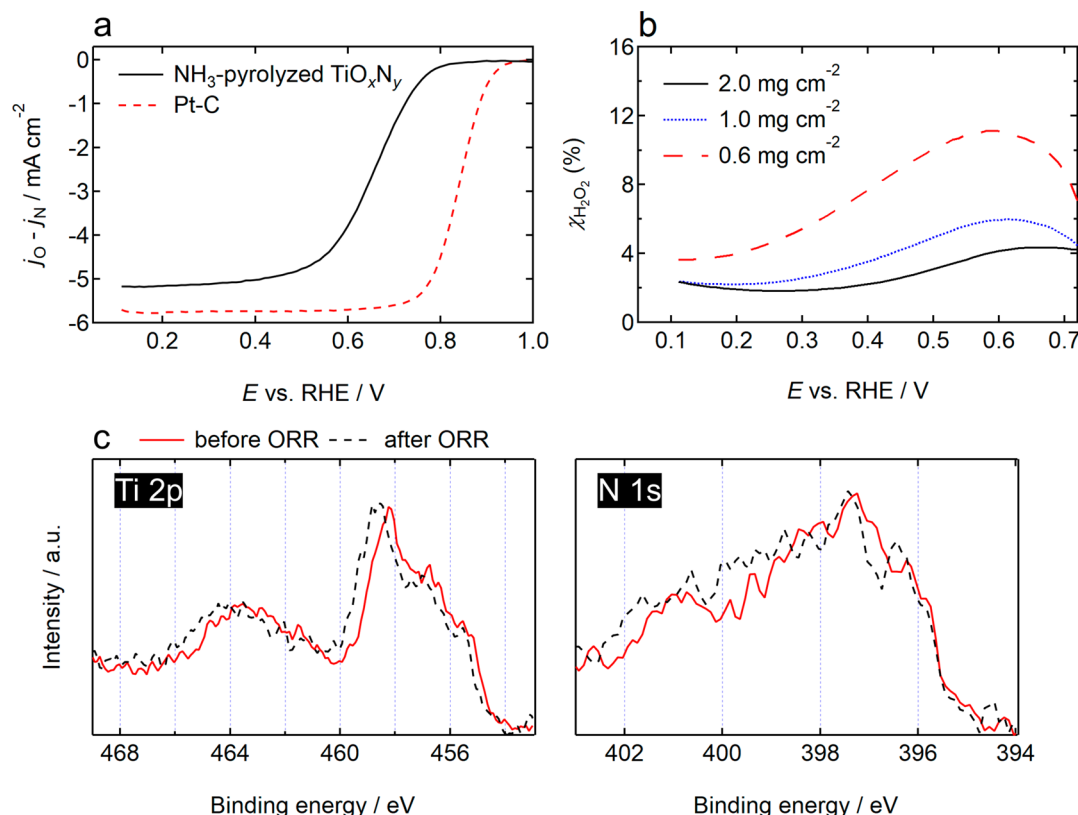 a
0
-1
-2
-3
-4
-5
-6
j_O - j_N / mA cm⁻²
NH₃-pyrolyzed TiOₓN_y
Pt-C
0.2 0.4 0.6 0.8 1.0
E vs. RHE / V
b
16
12
8
4
0
χ_H₂O₂ (%)
2.0 mg cm⁻²
1.0 mg cm⁻²
0.6 mg cm⁻²
0.1 0.2 0.3 0.4 0.5 0.6 0.7
E vs. RHE / V
c
before ORR after ORR
Ti 2p
Intensity / a.u.
468 464 460 456
Binding energy / eV
N 1s
402 400 398 396 394
Binding energy / eV